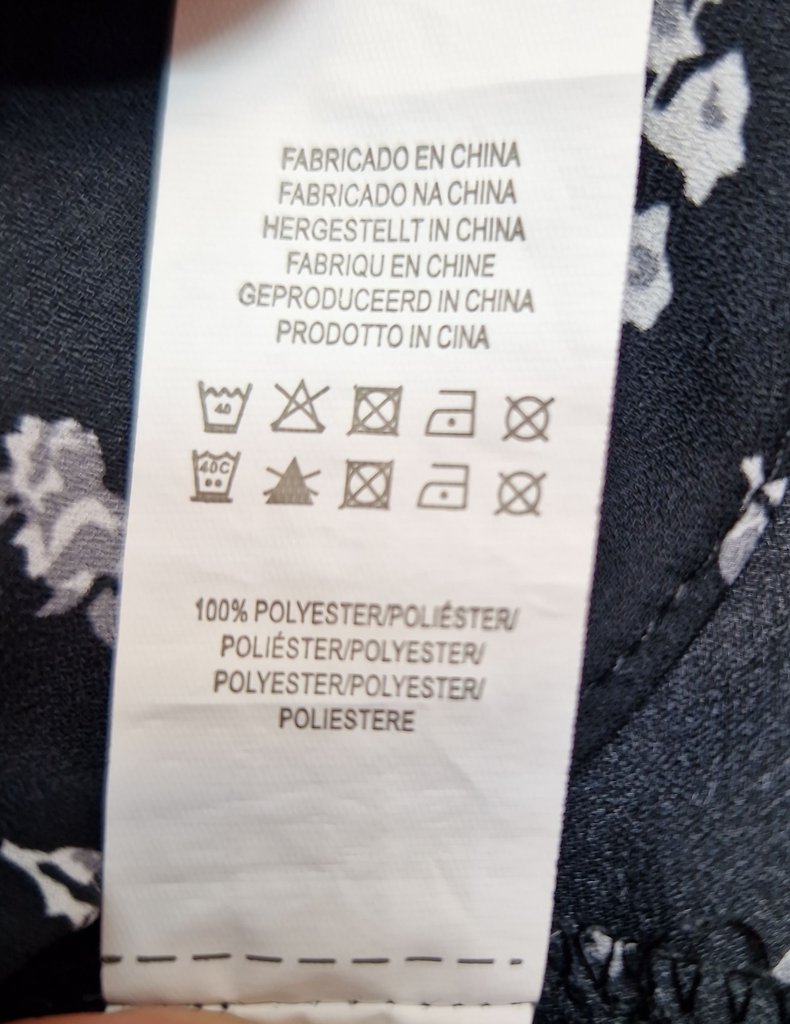 FABRICADO EN CHINA
FABRICADO NA CHINA
HERGESTELLT IN CHINA
FABRIQU EN CHINE
GEPRODUCEERD IN CHINA
PRODOTTO IN CINA
40
40C
100% POLYESTER/POLIÉSTER/
POLIÉSTER/POLYESTER/
POLYESTER/POLYESTER/
POLIESTERE